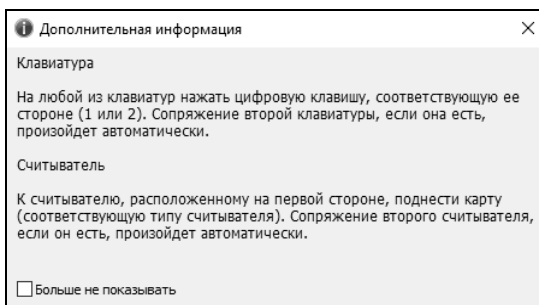 Дополнительная информация
Клавиатура
На любой из клавиатур нажать цифровую клавишу, соответствующую ее
стороне (1 или 2). Сопряжение второй клавиатуры, если она есть,
произойдет автоматически.
Считыватель
К считывателю, расположенному на первой стороне, поднести карту
(соответствующую типу считывателя). Сопряжение второго считывателя,
если он есть, произойдет автоматически.
Больше не показывать